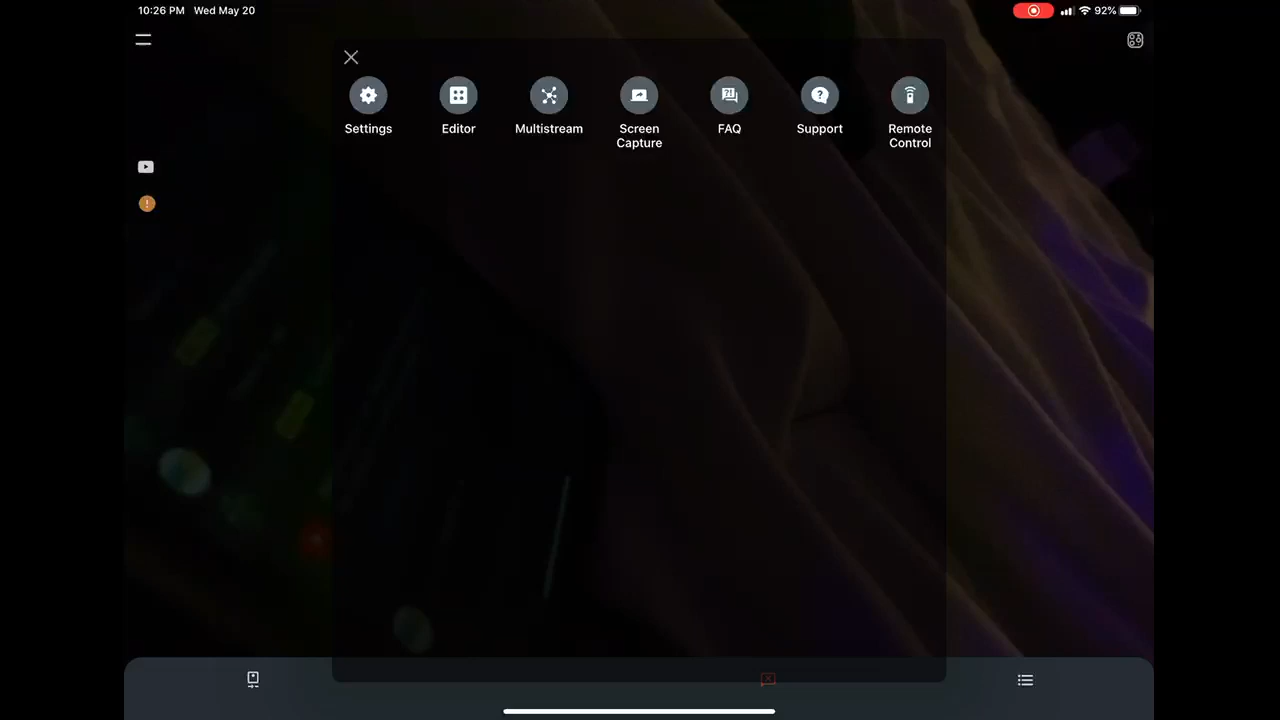 10:26 PM Wed May 20
92%
Settings
Editor
Multistream
Screen
Capture
FAQ
Support
Remote
Control